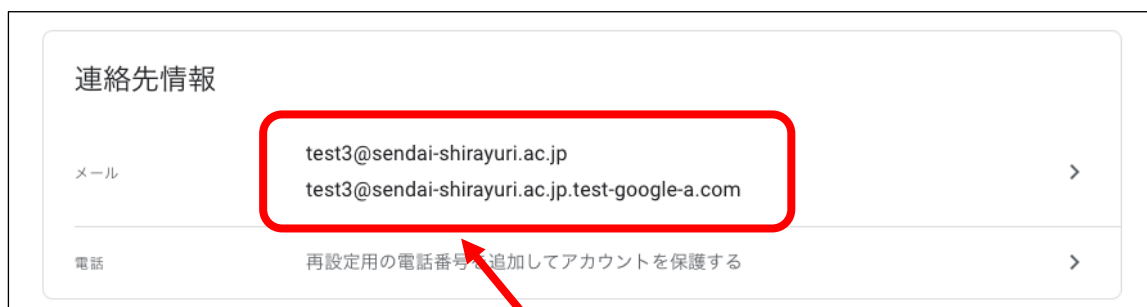 連絡先情報
メール
test3@sendai-shirayuri.ac.jp
test3@sendai-shirayuri.ac.jp.test-google-a.com
電話
再設定用の電話番号を追加してアカウントを保護する